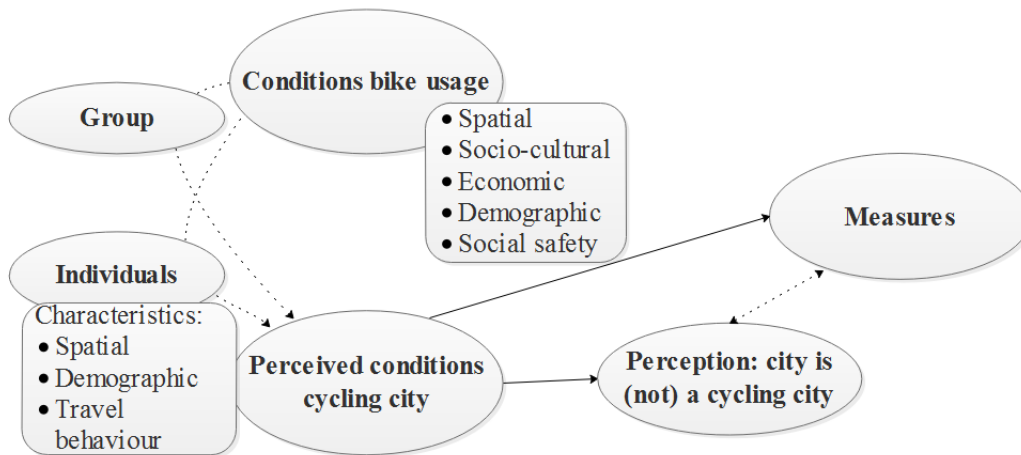 Conditions bike usage
Group
• Spatial
• Socio-cultural
• Economic
• Demographic
• Social safety
Measures
Individuals
Characteristics:
• Spatial
• Demographic
• Travel
behaviour
Perceived conditions
cycling city
Perception: city is
(not) a cycling city